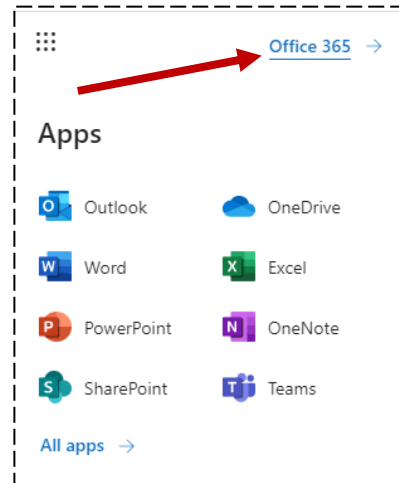 Office 365 →
Apps
Outlook OneDrive
Word Excel
PowerPoint OneNote
SharePoint Teams
All apps →